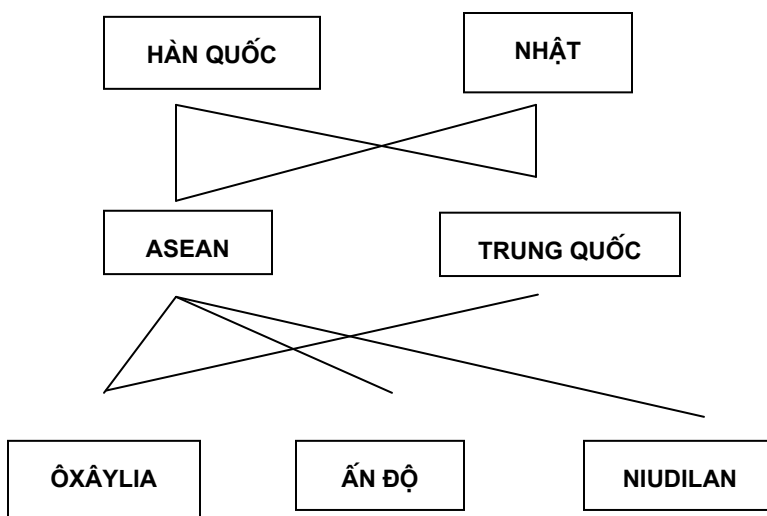 HÀN QUỐC
NHẬT
ASEAN
TRUNG QUỐC
ÔXÂYLIA
ẤN ĐỘ
NIUDILAN